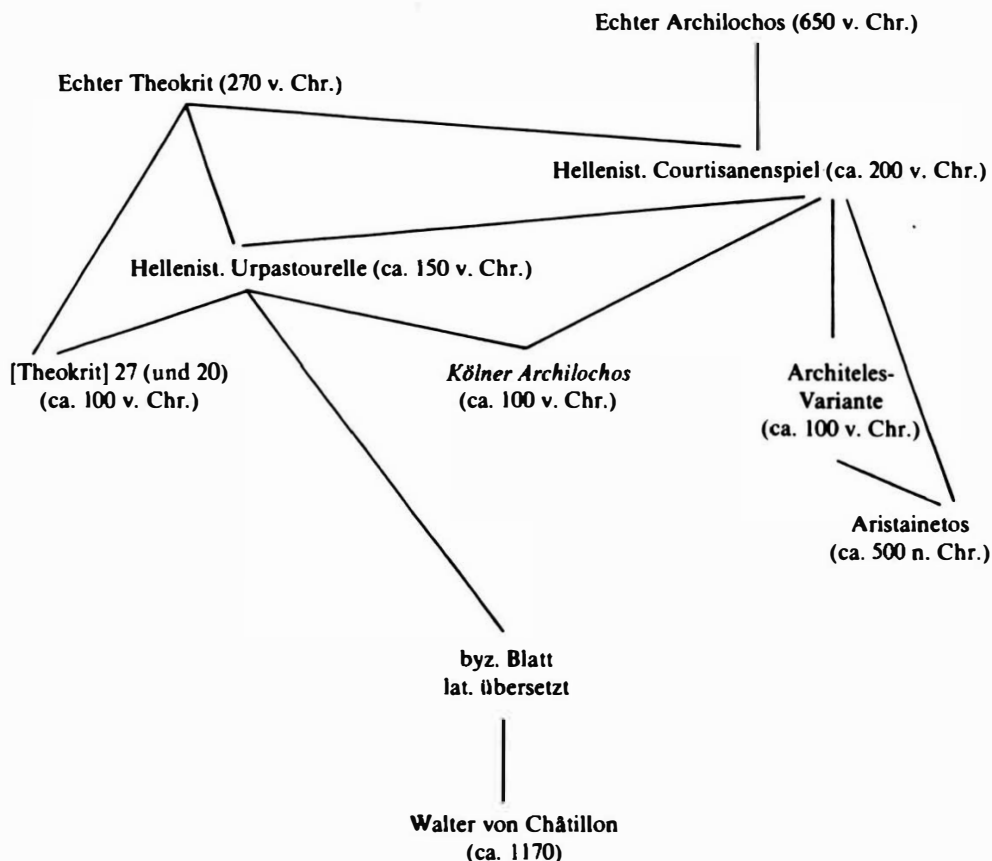 Echter Archilochos (650 v. Chr.)
Echter Theokrit (270 v. Chr.)
Hellenist. Courtisanenspiel (ca. 200 v. Chr.)
Hellenist. Urpastourelle (ca. 150 v. Chr.)
[Theokrit] 27 (und 20)
(ca. 100 v. Chr.)
Kölner Archilochos
(ca. 100 v. Chr.)
Architeles-
Variante
(ca. 100 v. Chr.)
Aristainetos
(ca. 500 n. Chr.)
byz. Blatt
lat. übersetzt
Walter von Châtillon
(ca. 1170)